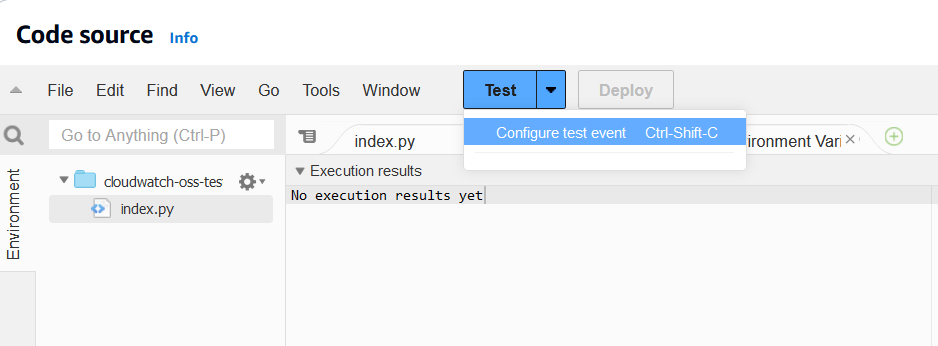 Code source Info
File Edit Find View Go Tools Window Test Deploy
Go to Anything (Ctrl-P)
Configure test event Ctrl-Shift-C
index.py
ironment Vari
Execution results
No execution results yet
cloudwatch-oss-tes
index.py
Environment